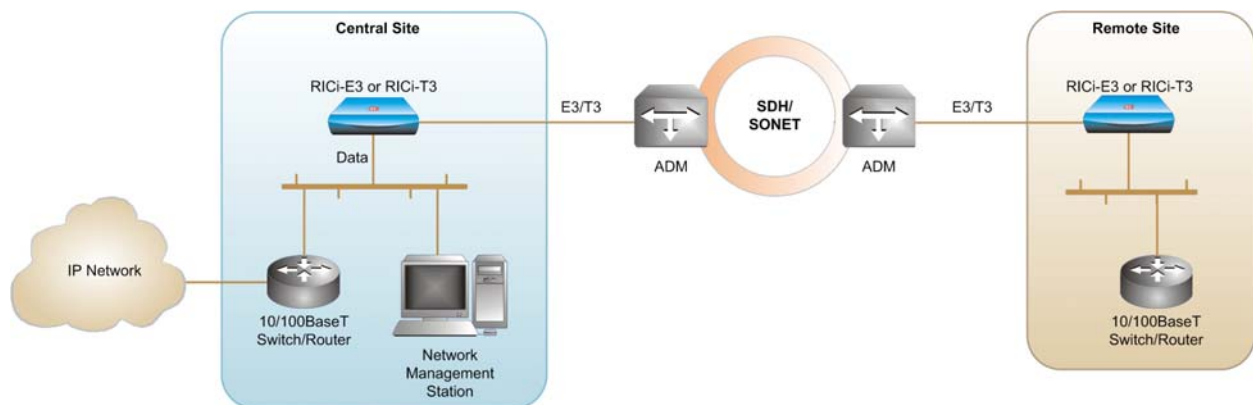 Central Site
RICi-E3 or RICi-T3
Data
IP Network
10/100BaseT
Switch/Router
Network
Management
Station
E3/T3
ADM
SDH/
SONET
ADM
E3/T3
Remote Site
RICi-E3 or RICi-T3
10/100BaseT
Switch/Router